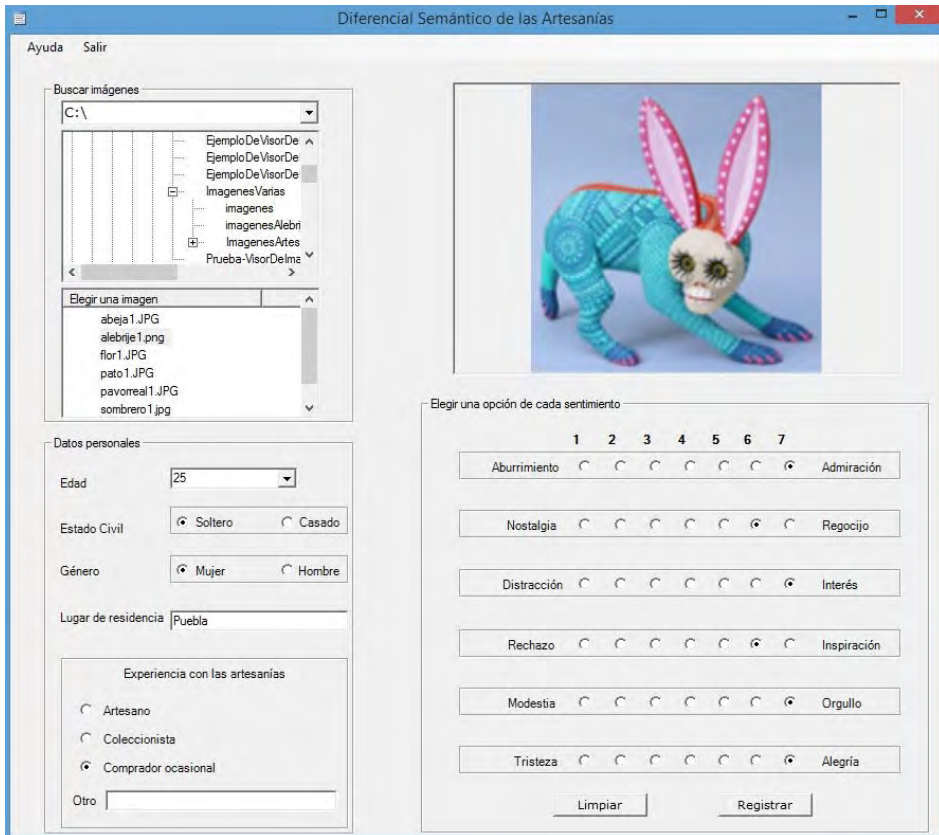 Diferencial Semántico de las Artesanías
Ayuda Salir
Buscar imágenes
C:\
EjemploDeVisorDe
EjemploDeVisorDe
EjemploDeVisorDe
ImagenesVarias
imagenes
imagenesAlebri
ImagenesArtes
Prueba-VisorDeIma
Elegir una imagen
abeja1.JPG
alebrije1.png
flor1.JPG
pato1.JPG
pavorreal1.JPG
sombrero1.jpg
Datos personales
Edad 25
Estado Civil Soltero Casado
Género Mujer Hombre
Lugar de residencia Puebla
Experiencia con las artesanías
Artesano
Coleccionista
Comprador ocasional
Otro
Elegir una opción de cada sentimiento
1 2 3 4 5 6 7
Aburrimiento Admiración
Nostalgia Regocijo
Distracción Interés
Rechazo Inspiración
Modestia Orgullo
Tristeza Alegría
Limpiar Registrar